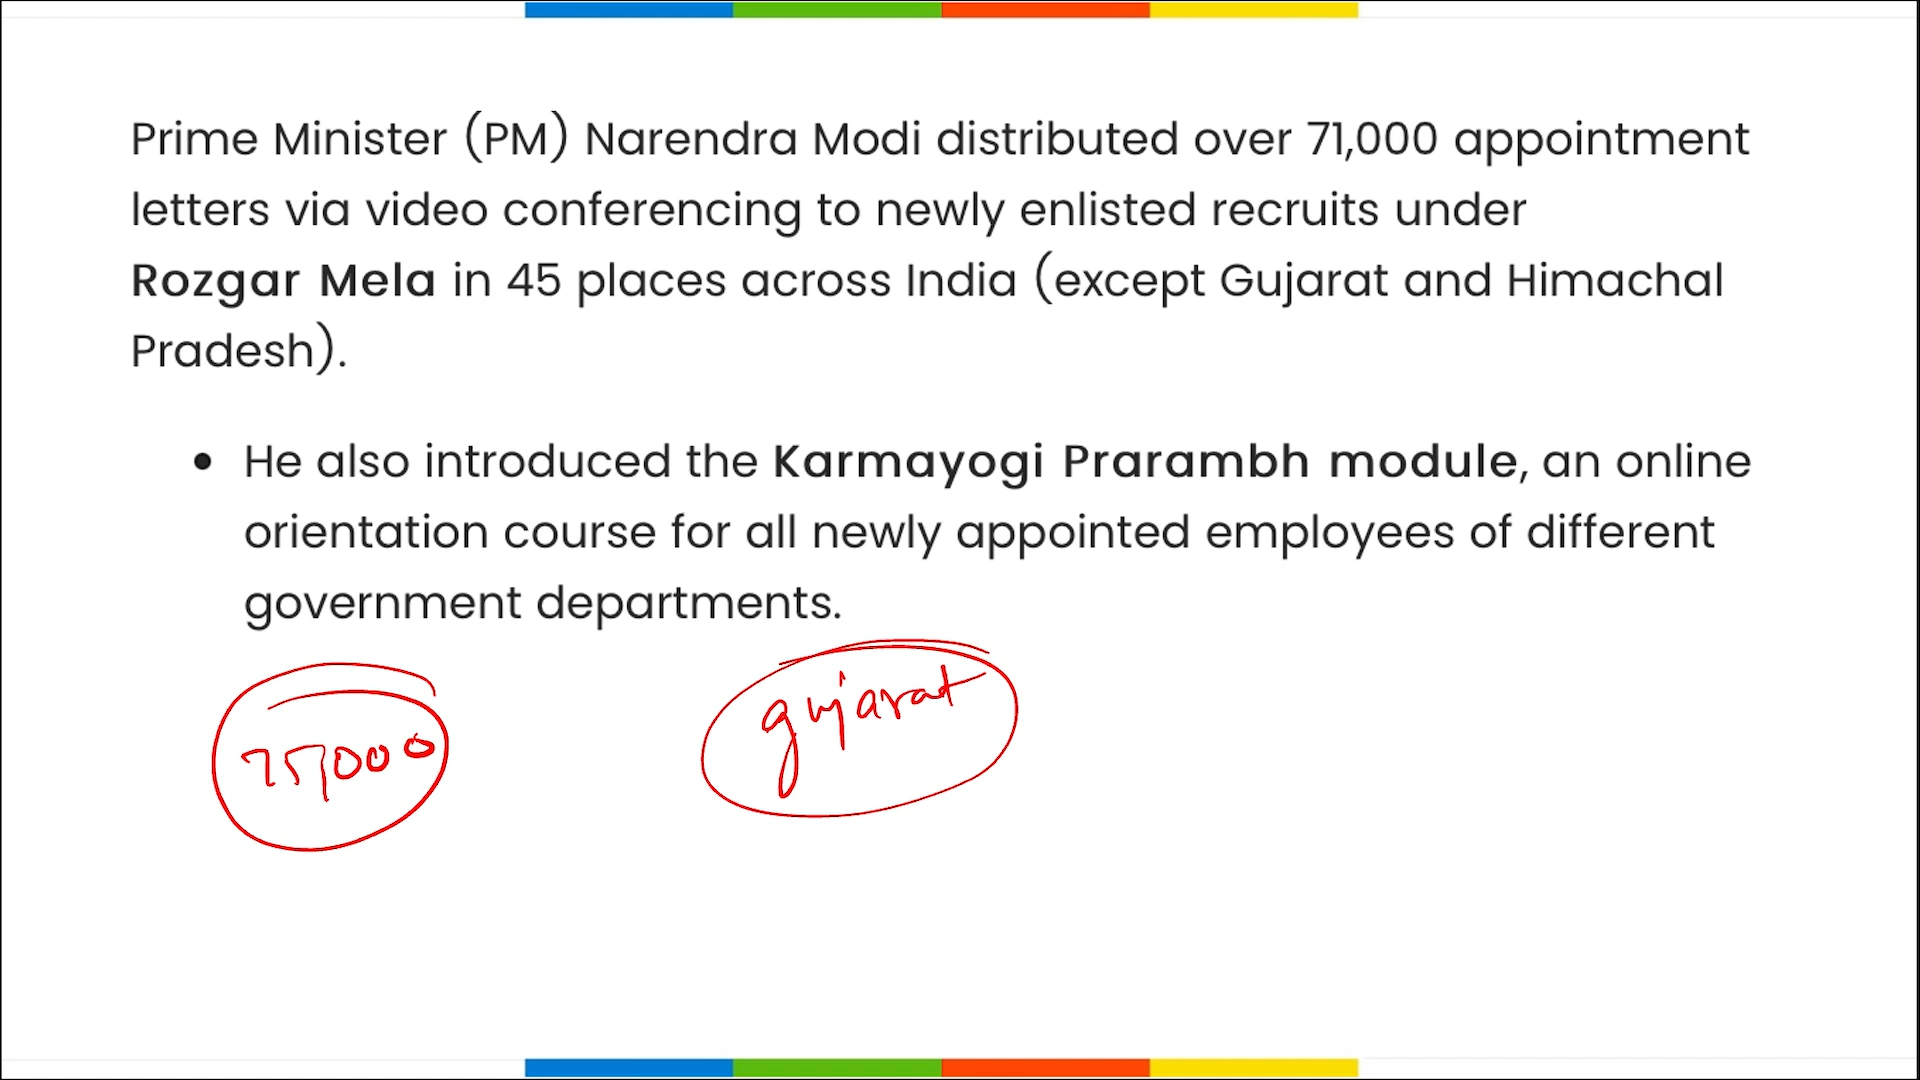 Prime Minister (PM) Narendra Modi distributed over 71,000 appointment
letters via video conferencing to newly enlisted recruits under
Rozgar Mela in 45 places across India (except Gujarat and Himachal
Pradesh).
• He also introduced the Karmayogi Prarambh module, an online
orientation course for all newly appointed employees of different
government departments.
75,000 gujarat